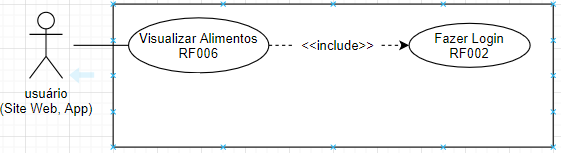 Visualizar Alimentos
RF006
<<include>>
Fazer Login
RF002
usuário
(Site Web, App)